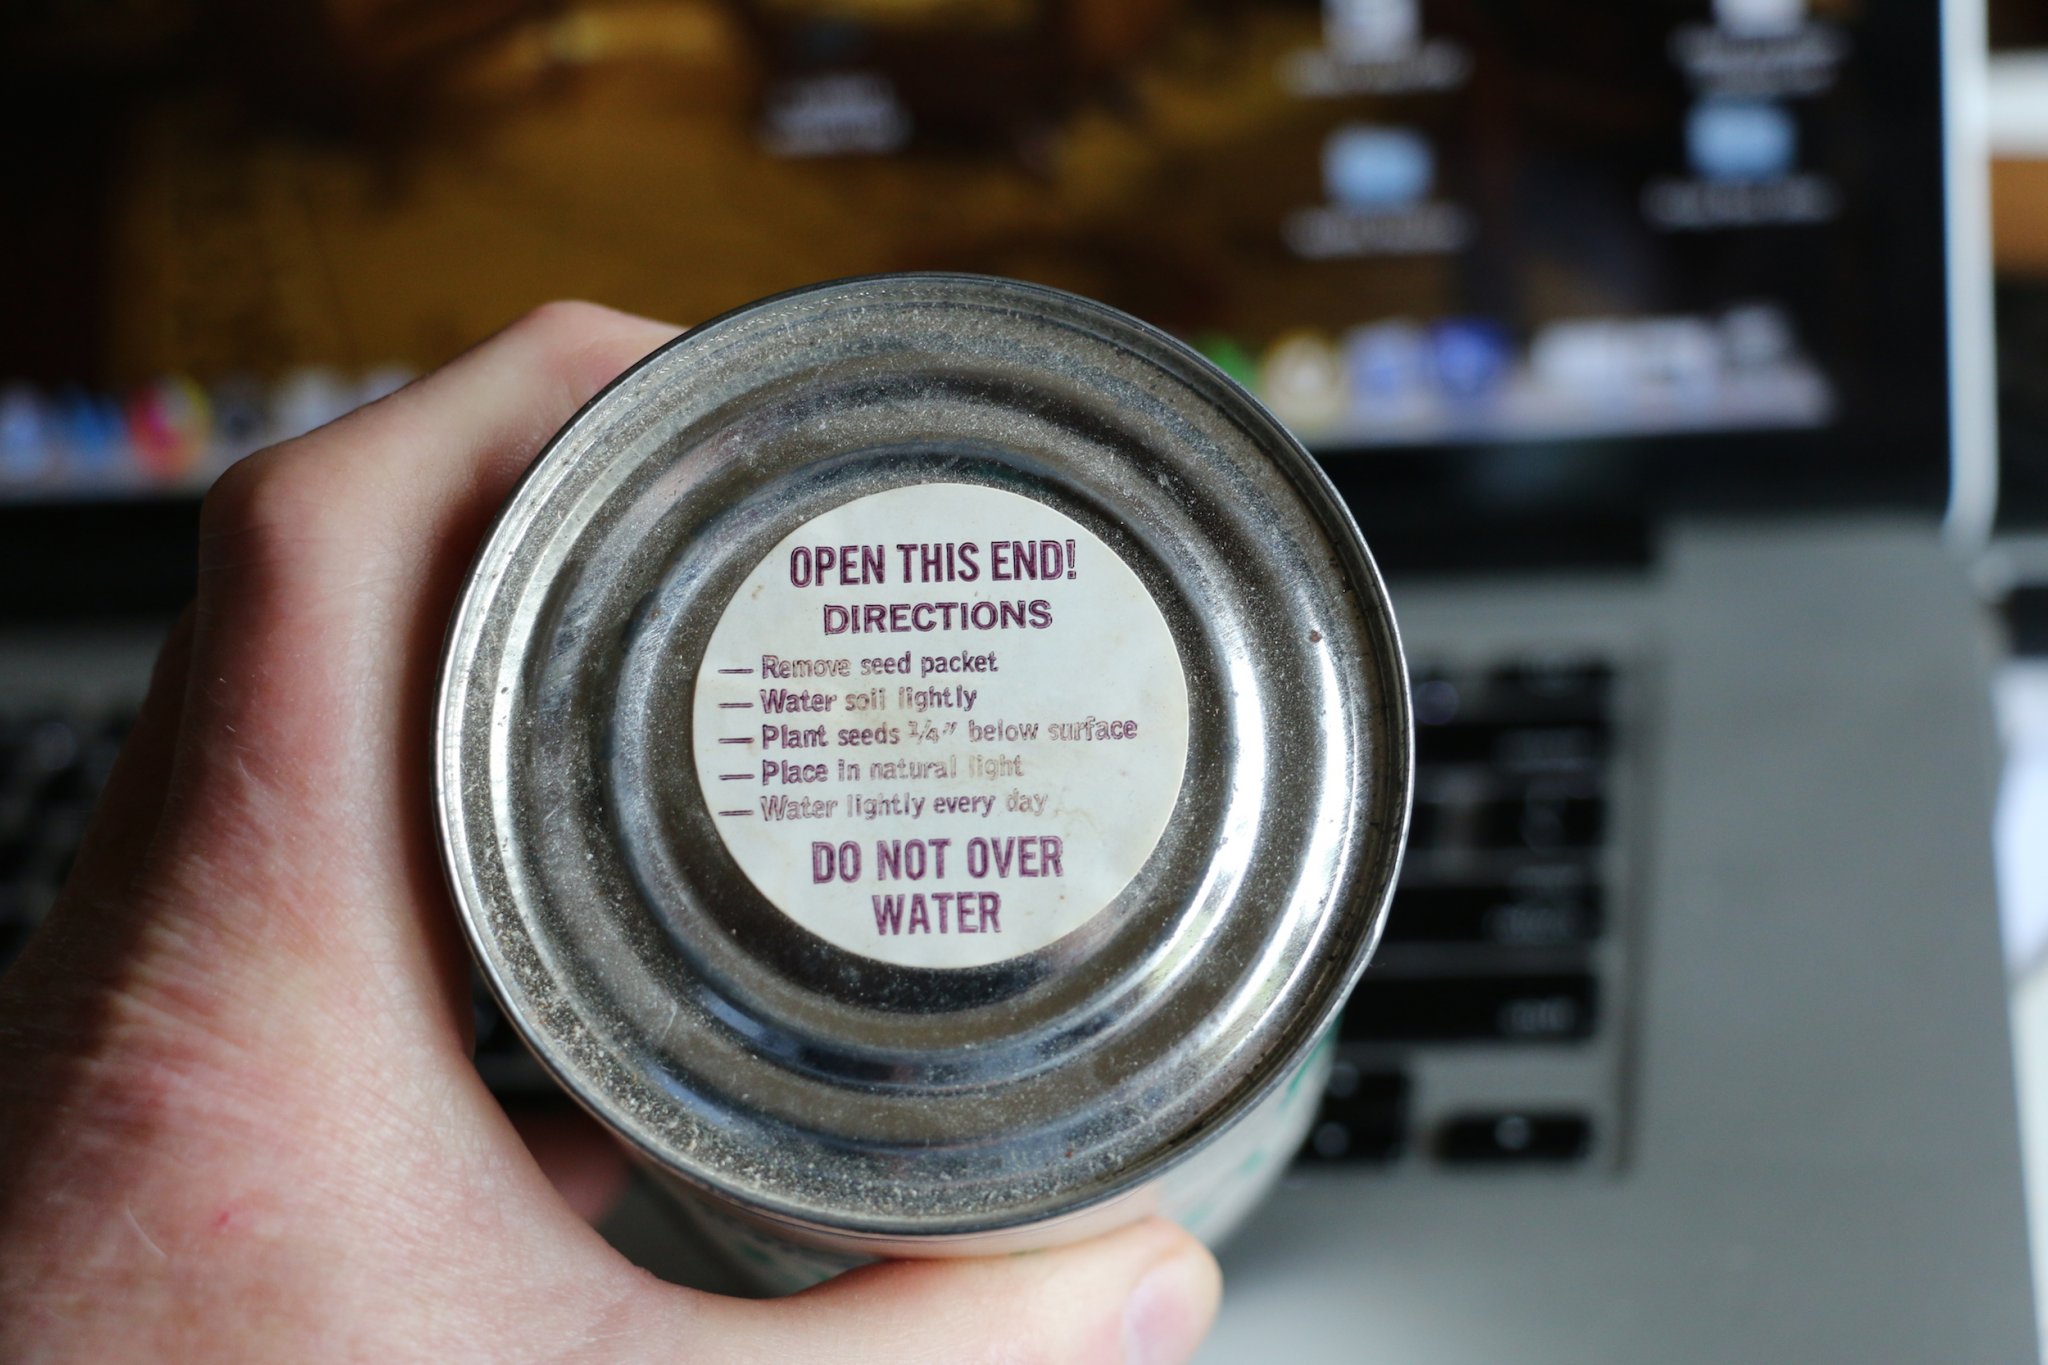 OPEN THIS END!
DIRECTIONS
— Remove seed packet
— Water soil lightly
— Plant seeds ¼" below surface
— Place in natural light
— Water lightly every day
DO NOT OVER
WATER